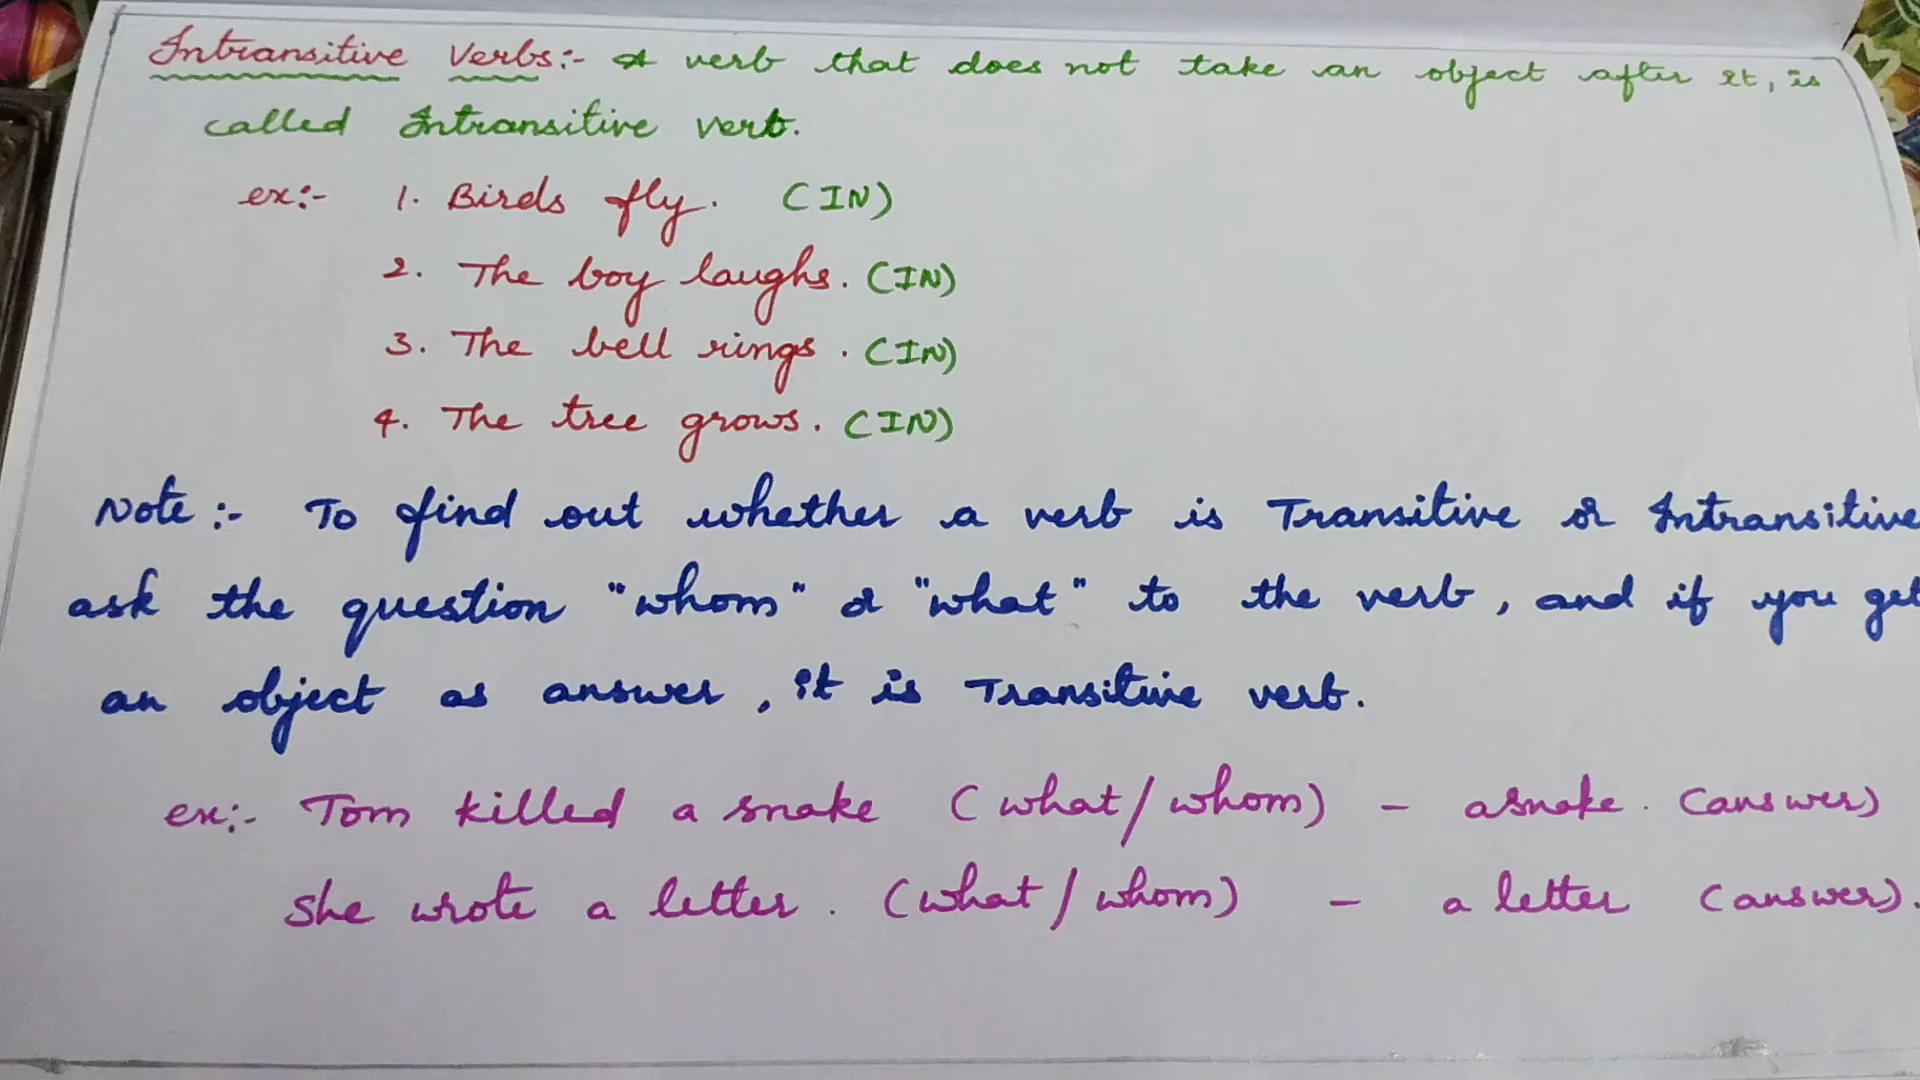 Intransitive Verbs:- A verb that does not take an object after it, is
called Intransitive verb.
ex:- 1. Birds fly. (IN)
2. The boy laughs. (IN)
3. The bell rings. (IN)
4. The tree grows. (IN)
Note:- To find out whether a verb is Transitive or Intransitive
ask the question "whom" or "what" to the verb, and if you get
an object as answer, it is Transitive verb.
ex:- Tom killed a snake (what/whom) - asnake. (answer)
She wrote a letter. (what/whom) - a letter (answer).